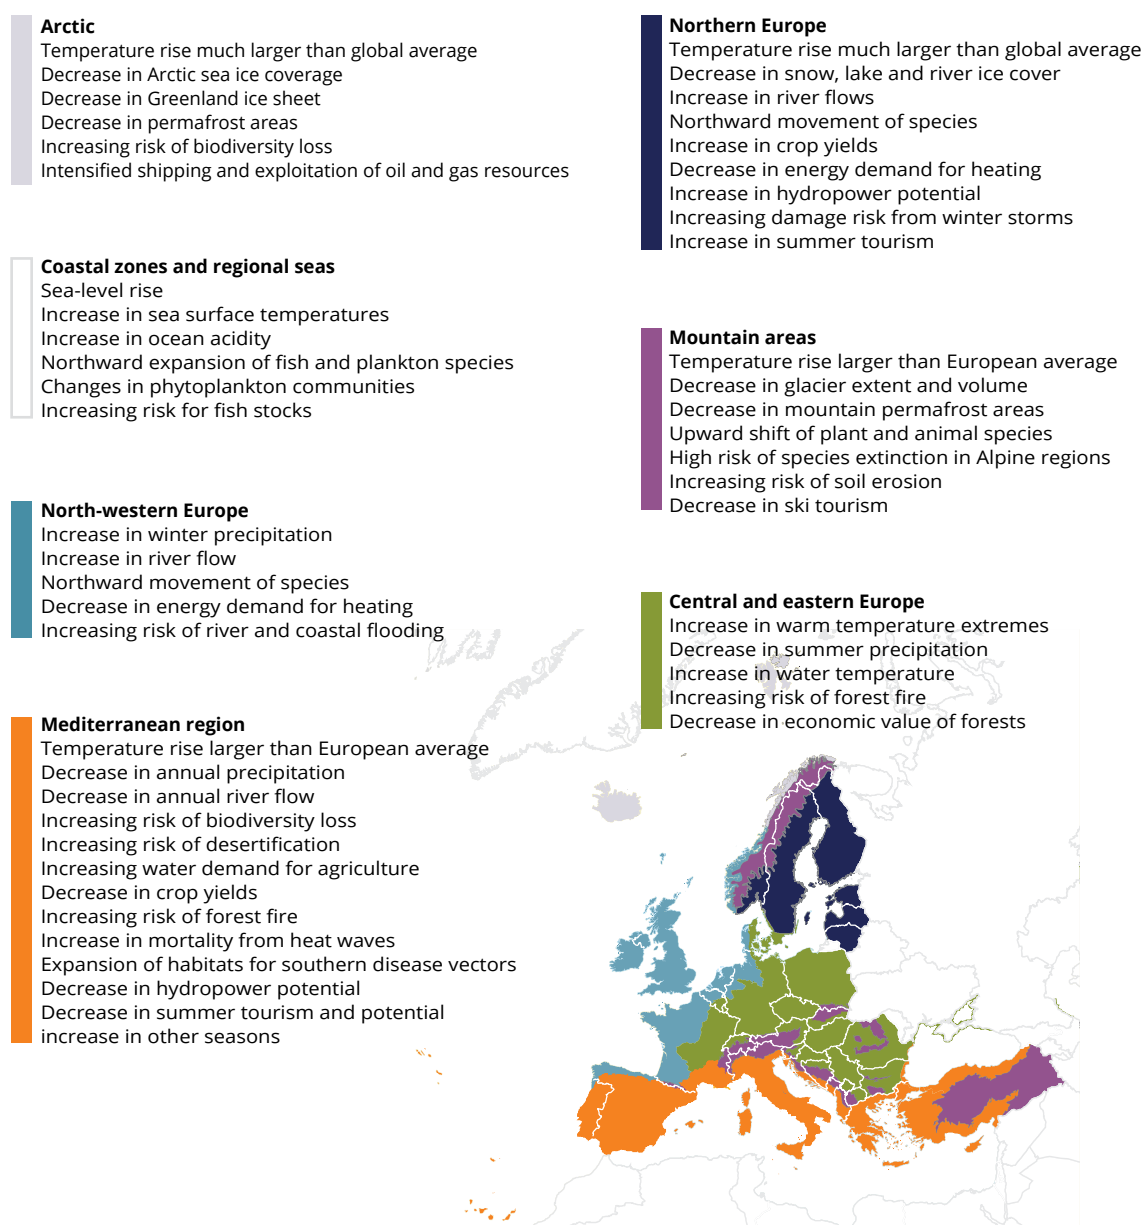 Arctic
Temperature rise much larger than global average
Decrease in Arctic sea ice coverage
Decrease in Greenland ice sheet
Decrease in permafrost areas
Increasing risk of biodiversity loss
Intensified shipping and exploitation of oil and gas resources
Coastal zones and regional seas
Sea-level rise
Increase in sea surface temperatures
Increase in ocean acidity
Northward expansion of fish and plankton species
Changes in phytoplankton communities
Increasing risk for fish stocks
North-western Europe
Increase in winter precipitation
Increase in river flow
Northward movement of species
Decrease in energy demand for heating
Increasing risk of river and coastal flooding
Mediterranean region
Temperature rise larger than European average
Decrease in annual precipitation
Decrease in annual river flow
Increasing risk of biodiversity loss
Increasing risk of desertification
Increasing water demand for agriculture
Decrease in crop yields
Increasing risk of forest fire
Increase in mortality from heat waves
Expansion of habitats for southern disease vectors
Decrease in hydropower potential
Decrease in summer tourism and potential
increase in other seasons
Northern Europe
Temperature rise much larger than global average
Decrease in snow, lake and river ice cover
Increase in river flows
Northward movement of species
Increase in crop yields
Decrease in energy demand for heating
Increase in hydropower potential
Increasing damage risk from winter storms
Increase in summer tourism
Mountain areas
Temperature rise larger than European average
Decrease in glacier extent and volume
Decrease in mountain permafrost areas
Upward shift of plant and animal species
High risk of species extinction in Alpine regions
Increasing risk of soil erosion
Decrease in ski tourism
Central and eastern Europe
Increase in warm temperature extremes
Decrease in summer precipitation
Increase in water temperature
Increasing risk of forest fire
Decrease in economic value of forests